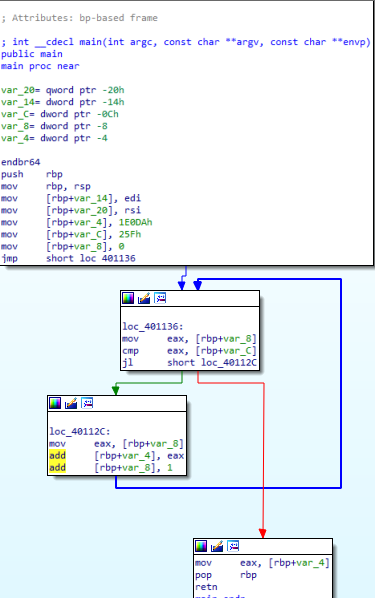 ; Attributes: bp-based frame
; int __cdecl main(int argc, const char **argv, const char **envp)
public main
main proc near
var_20= qword ptr -20h
var_14= dword ptr -14h
var_C= dword ptr -0Ch
var_8= dword ptr -8
var_4= dword ptr -4
endbr64
push rbp
mov rbp, rsp
mov [rbp+var_14], edi
mov [rbp+var_20], rsi
mov [rbp+var_4], 1E0DAh
mov [rbp+var_C], 25Fh
mov [rbp+var_8], 0
jmp short loc_401136
loc_401136:
mov eax, [rbp+var_8]
cmp eax, [rbp+var_C]
jl short loc_40112C
loc_40112C:
mov eax, [rbp+var_8]
add [rbp+var_4], eax
add [rbp+var_8], 1
mov eax, [rbp+var_4]
pop rbp
retn